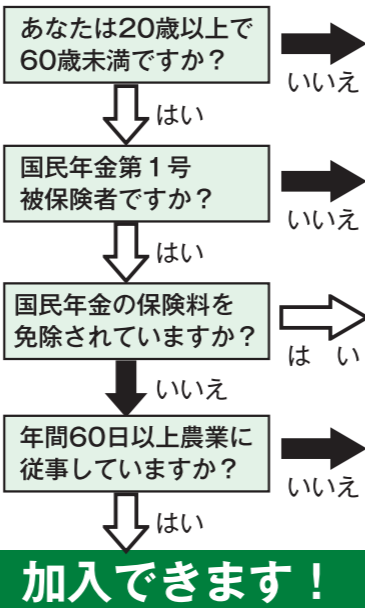 あなたは20歳以上で
60歳未満ですか？
いいえ
はい
国民年金第１号
被保険者ですか？
いいえ
はい
国民年金の保険料を
免除されていますか？
は　い
いいえ
年間60日以上農業に
従事していますか？
いいえ
はい
加入できます！